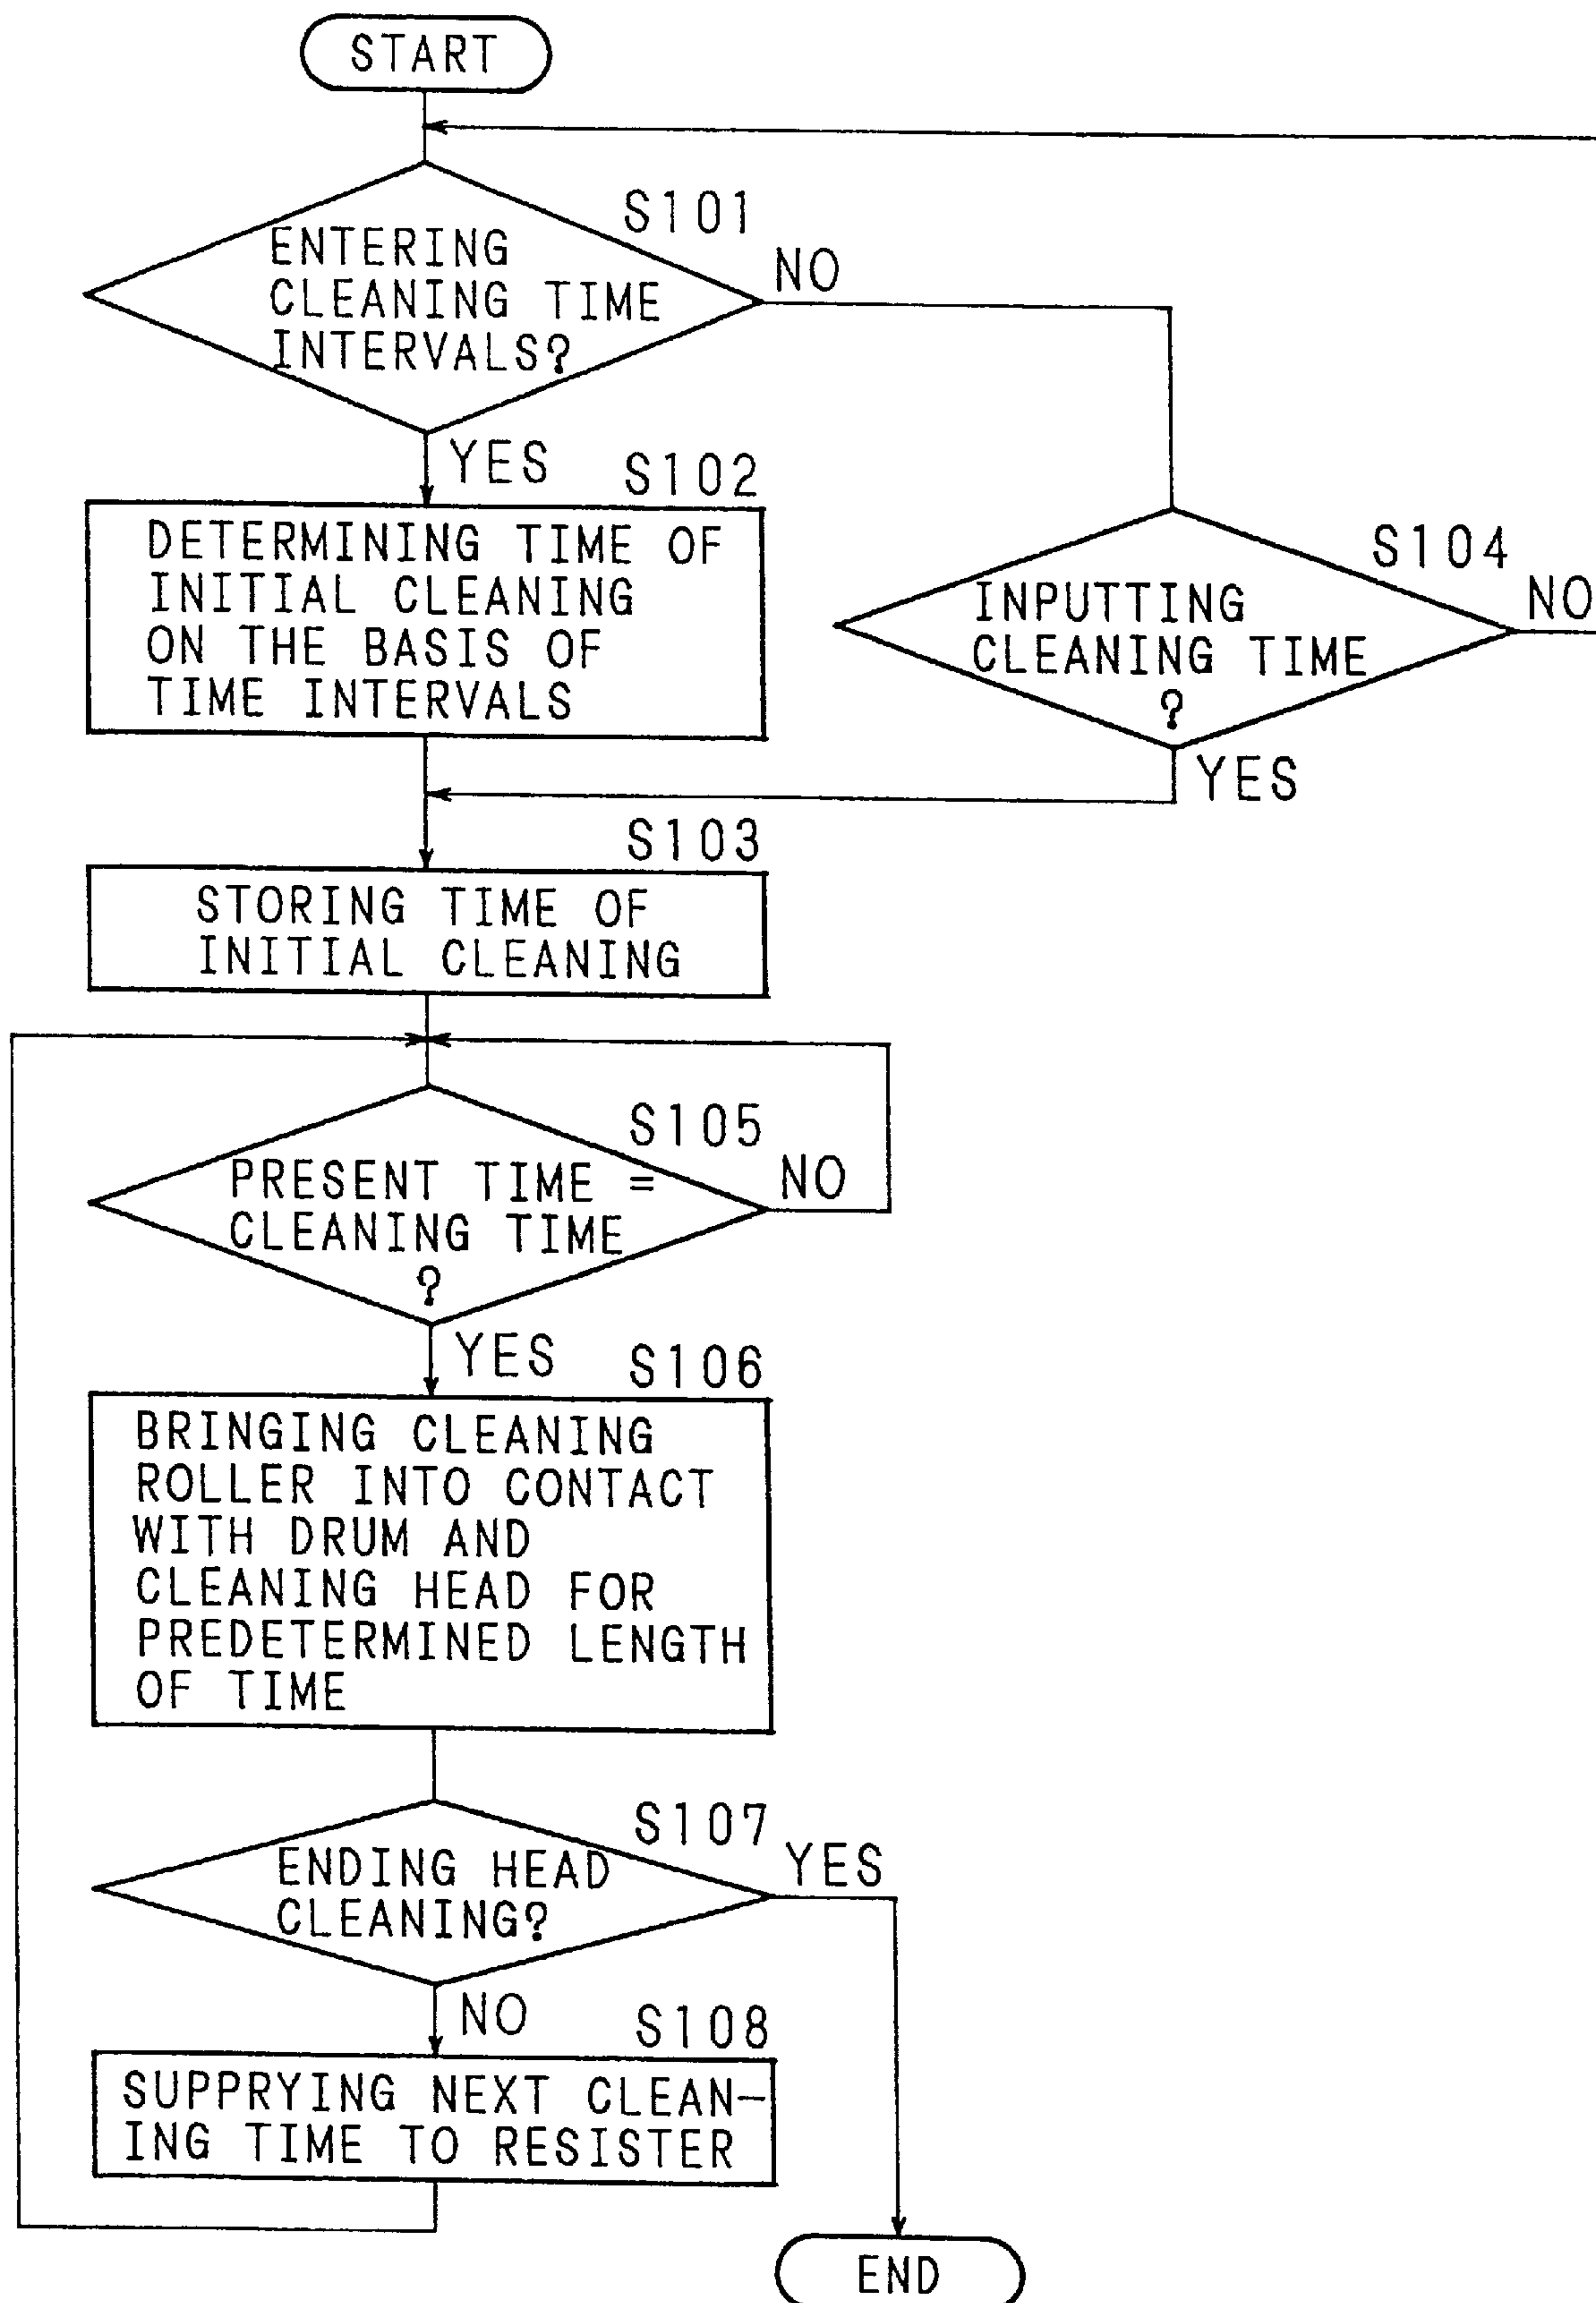 START
S101
ENTERING
CLEANING TIME
INTERVALS?
NO
YES
S102
DETERMINING TIME OF
INITIAL CLEANING
ON THE BASIS OF
TIME INTERVALS
S104
INPUTTING
CLEANING TIME
?
NO
YES
S103
STORING TIME OF
INITIAL CLEANING
S105
PRESENT TIME =
CLEANING TIME
?
NO
YES
S106
BRINGING CLEANING
ROLLER INTO CONTACT
WITH DRUM AND
CLEANING HEAD FOR
PREDETERMINED LENGTH
OF TIME
S107
ENDING HEAD
CLEANING?
YES
NO
S108
SUPPRYING NEXT CLEAN-
ING TIME TO RESISTER
END